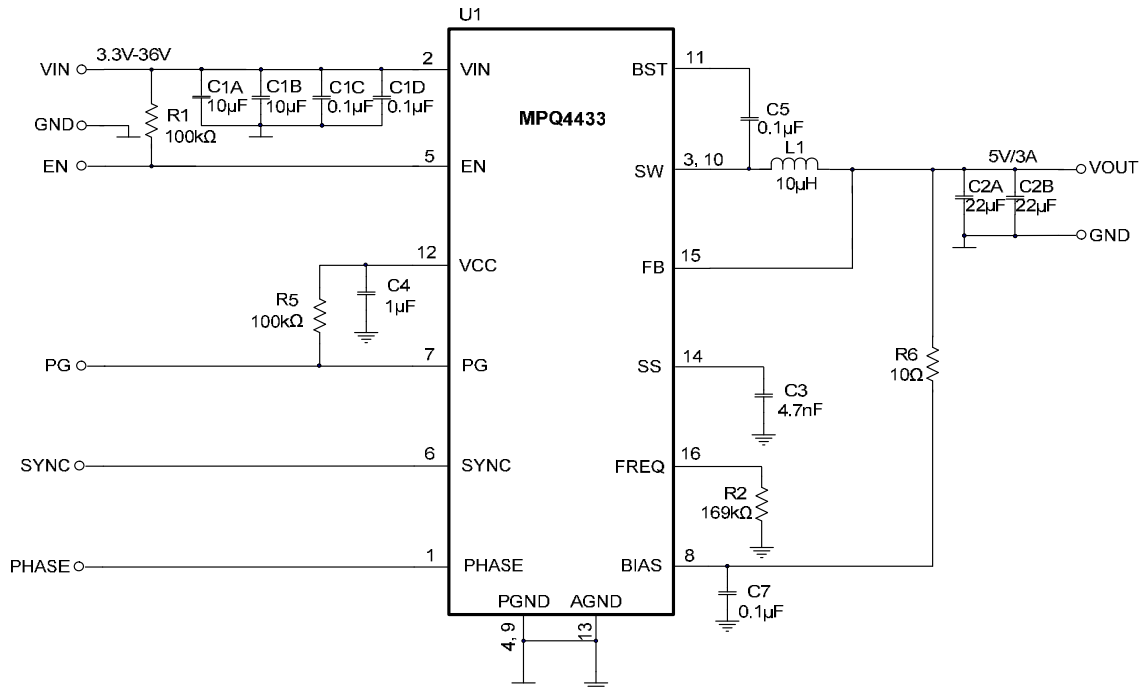 U1
3.3V-36V
VIN
2
VIN
C1A
10µF
C1B
10µF
C1C
0.1µF
C1D
0.1µF
GND
R1
100kΩ
EN
5
EN
MPQ4433
BST
11
C5
0.1µF
L1
10µH
SW
3, 10
5V/3A
VOUT
C2A
22µF
C2B
22µF
GND
12
VCC
C4
1µF
R5
100kΩ
FB
15
PG
7
PG
SS
14
C3
4.7nF
R6
10Ω
SYNC
6
SYNC
FREQ
16
R2
169kΩ
PHASE
1
PHASE
BIAS
8
C7
0.1µF
PGND
AGND
4, 9
13